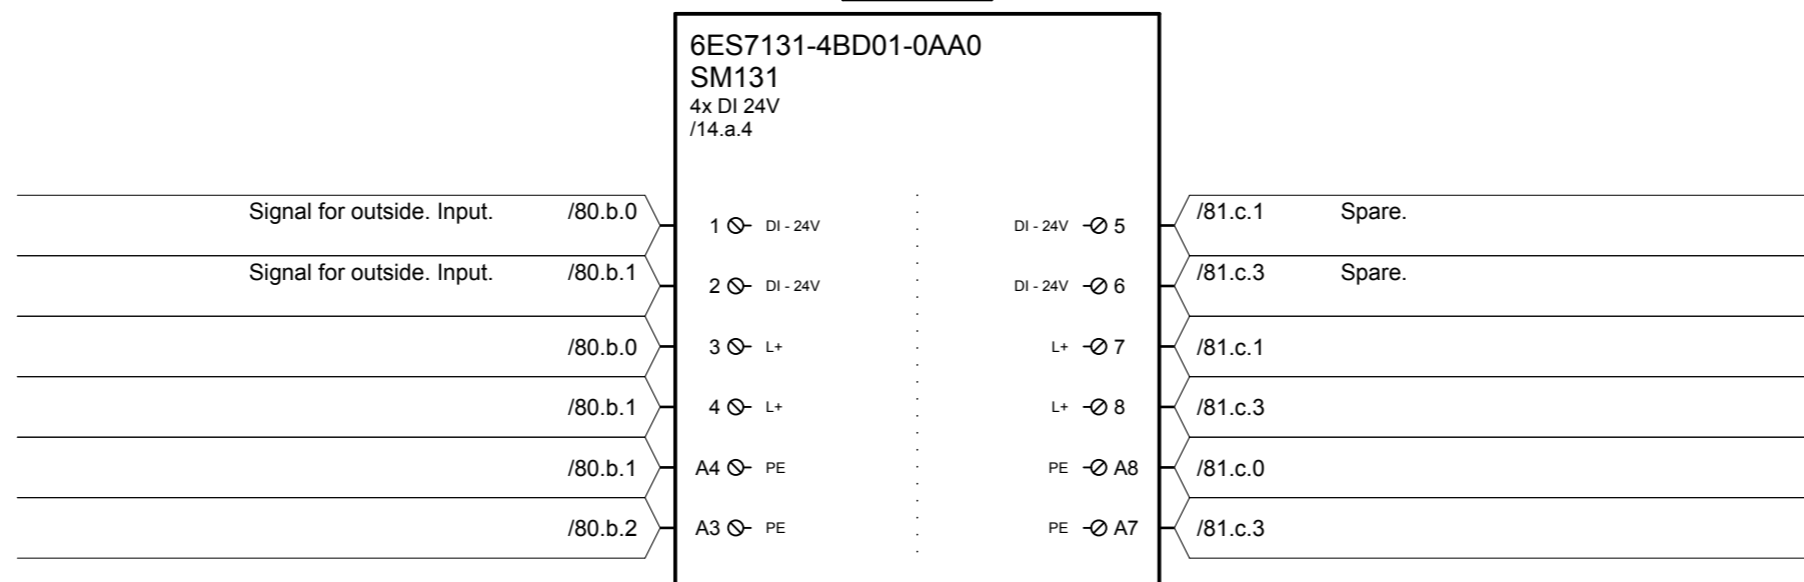 6ES7131-4BD01-0AA0
SM131
4x DI 24V
/14.a.4
Signal for outside. Input. /80.b.0 1 DI - 24V DI - 24V 5 /81.c.1 Spare.
Signal for outside. Input. /80.b.1 2 DI - 24V DI - 24V 6 /81.c.3 Spare.
/80.b.0 3 L+ L+ 7 /81.c.1
/80.b.1 4 L+ L+ 8 /81.c.3
/80.b.1 A4 PE PE A8 /81.c.0
/80.b.2 A3 PE PE A7 /81.c.3